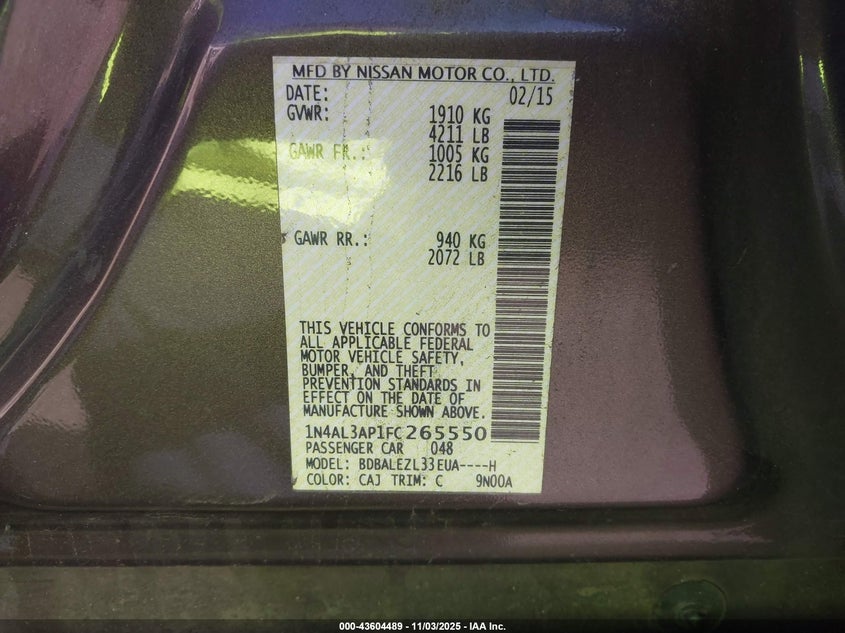 MFD BY NISSAN MOTOR CO., LTD.
DATE: 02/15
GVWR: 1910 KG
4211 LB
GAWR FR.: 1005 KG
2216 LB
GAWR RR.: 940 KG
2072 LB
THIS VEHICLE CONFORMS TO
ALL APPLICABLE FEDERAL
MOTOR VEHICLE SAFETY,
BUMPER, AND THEFT
PREVENTION STANDARDS IN
EFFECT ON THE DATE OF
MANUFACTURE SHOWN ABOVE.
1N4AL3AP1FC265550
PASSENGER CAR 048
MODEL: BDBALEZL33EUA----H
COLOR: CAJ TRIM: C 9N00A
000-43604489 - 11/03/2025 - IAA Inc.